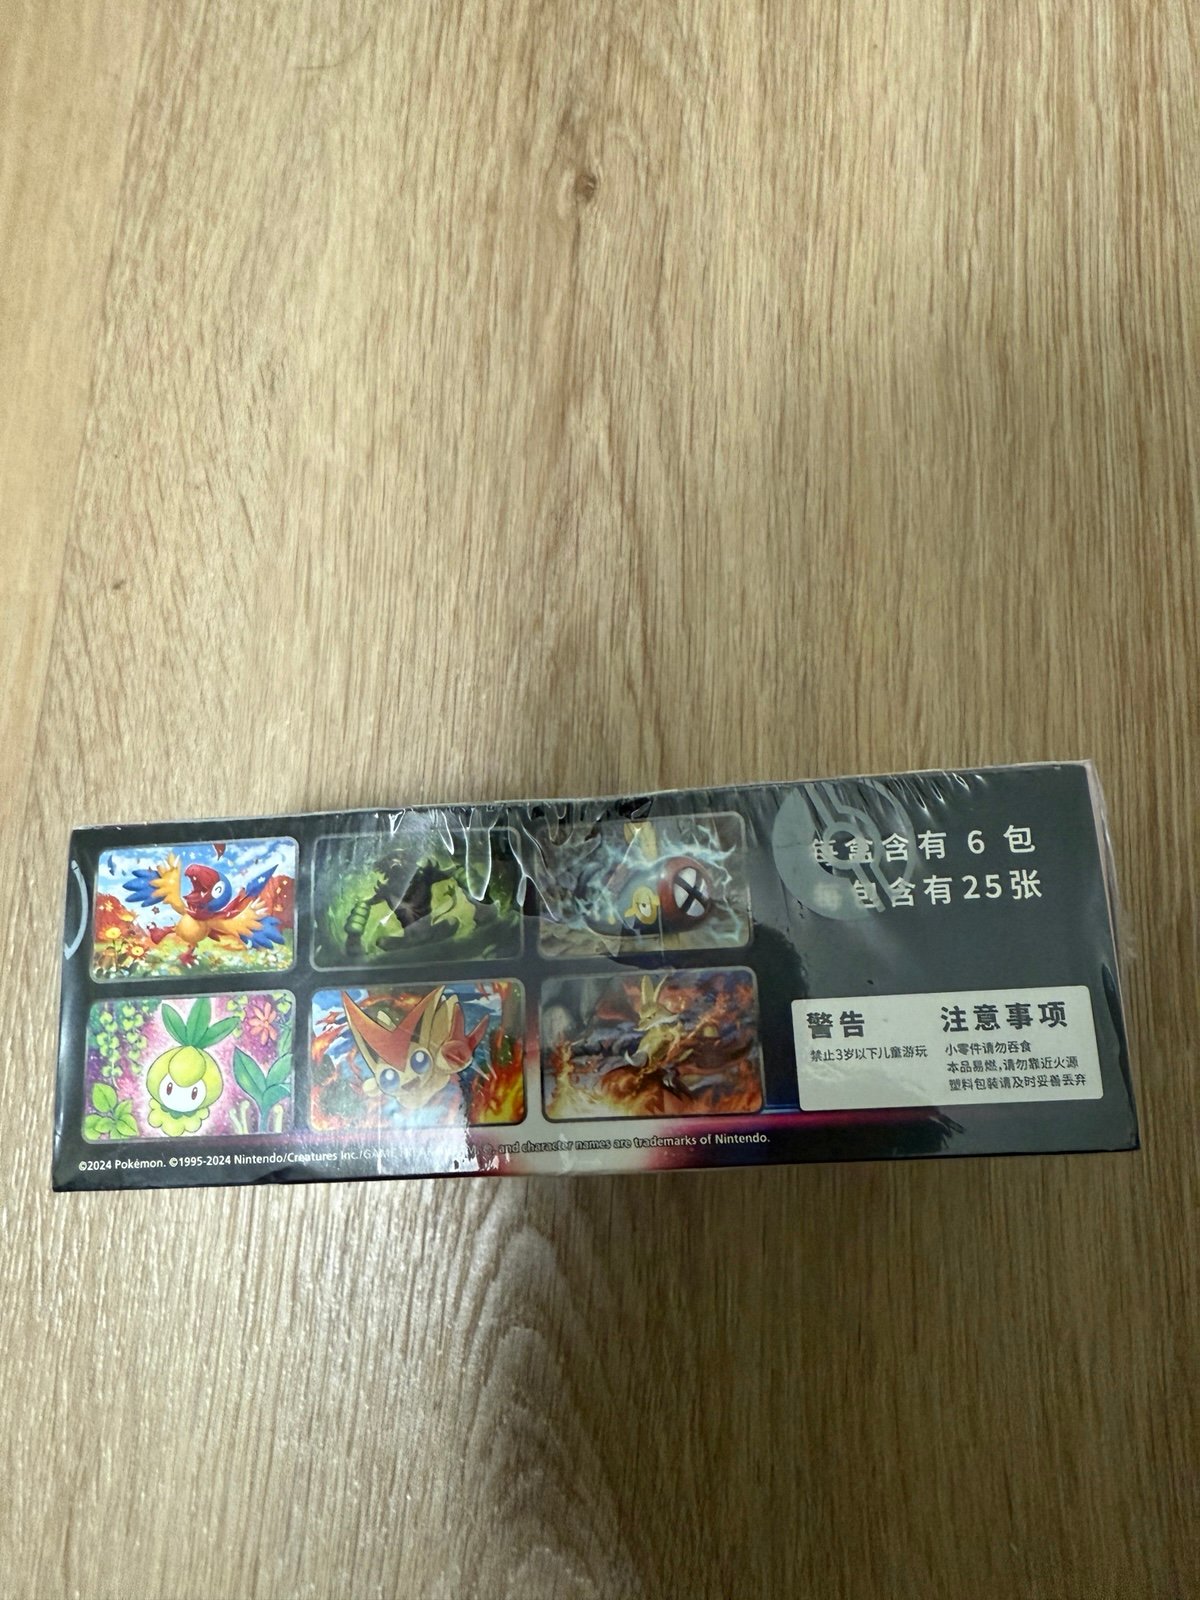 每盒含有 6 包
包含有25张
警告
禁止3岁以下儿童游玩
注意事项
小零件请勿吞食
本品易燃,请勿靠近火源
塑料包装请及时妥善丢弃
©2024 Pokémon. ©1995-2024 Nintendo/Creatures Inc./GAME FREAK and character names are trademarks of Nintendo.